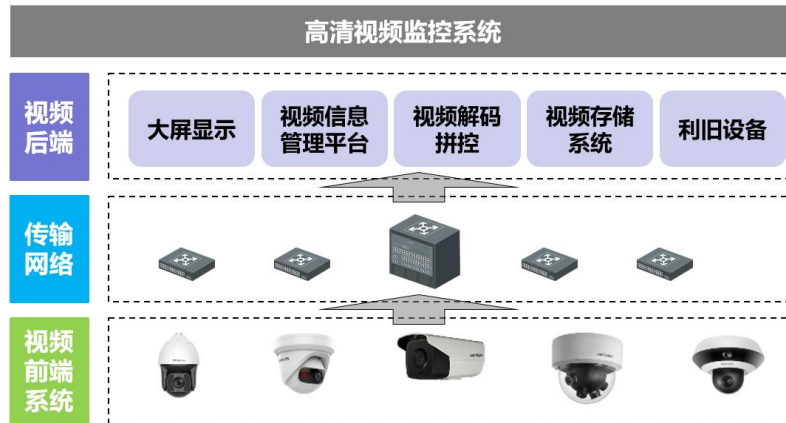 高清视频监控系统
视频
后端
大屏显示
视频信息
管理平台
视频解码
拼控
视频存储
系统
利旧设备
传输
网络
视频
前端
系统